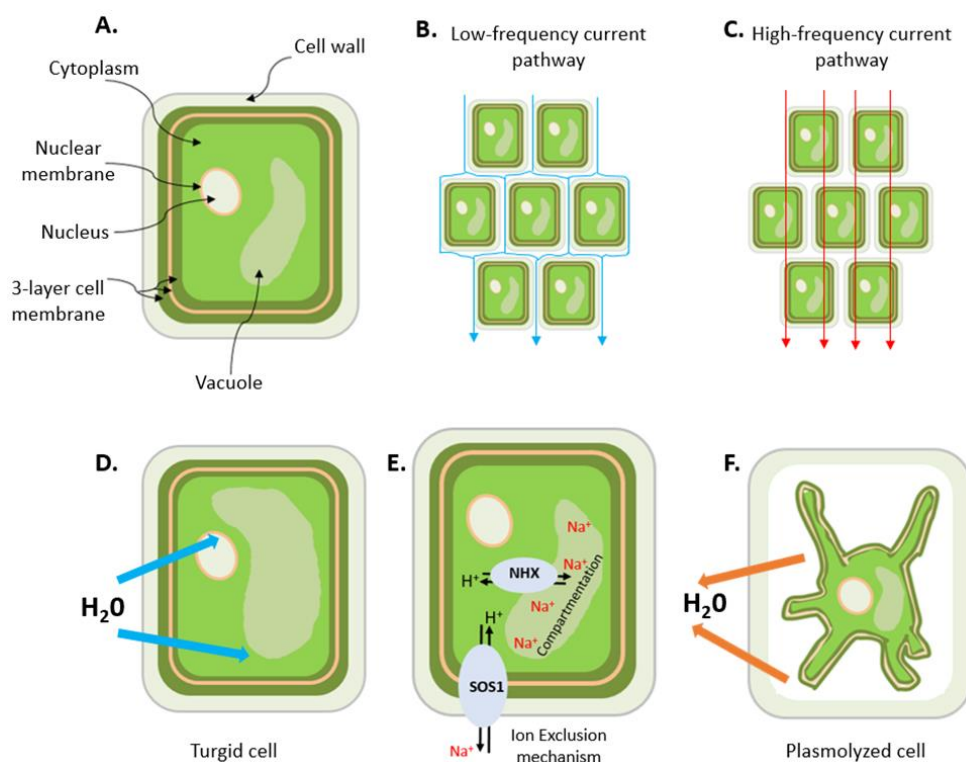 A.
Cell wall
Cytoplasm
Nuclear
membrane
Nucleus
3-layer cell
membrane
Vacuole
B.
Low-frequency current
pathway
C.
High-frequency current
pathway
D.
H₂0
Turgid cell
E.
Na⁺
Na⁺
NHX
H⁺
Na⁺
Na⁺
Compartmentation
H⁺
SOS1
Na⁺
Ion Exclusion
mechanism
F.
H₂0
Plasmolyzed cell